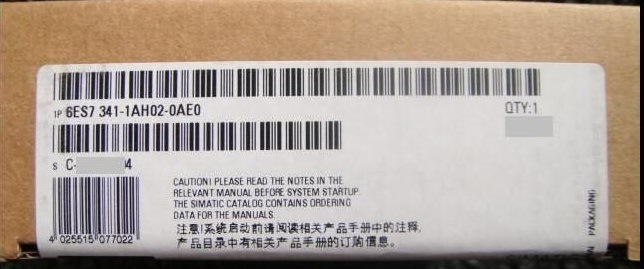 1P 6ES7 341-1AH02-0AE0
QTY:1
S C- 4
CAUTION! PLEASE READ THE NOTES IN THE
RELEVANT MANUAL BEFORE SYSTEM STARTUP.
THE SIMATIC CATALOG CONTAINS ORDERING
DATA FOR THE MANUALS.
注意!系统启动前请阅读相关产品手册中的注释,
产品目录中有相关产品手册的订购信息。
4 025515 077022
PACKAGING